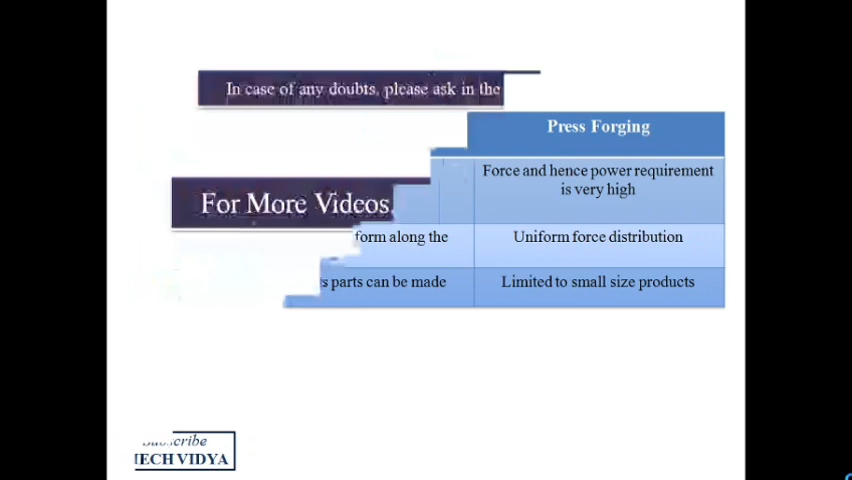 In case of any doubts, please ask in the
Press Forging
Force and hence power requirement
is very high
For More Videos
form along the
Uniform force distribution
parts can be made
Limited to small size products
VIDYA